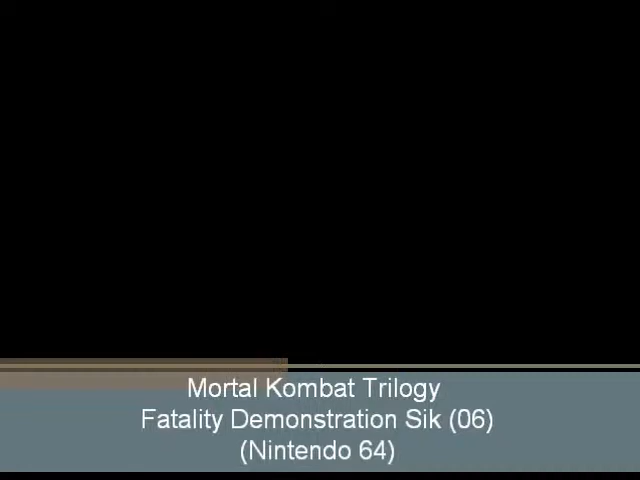 Mortal Kombat Trilogy
Fatality Demonstration Sik (06)
(Nintendo 64)